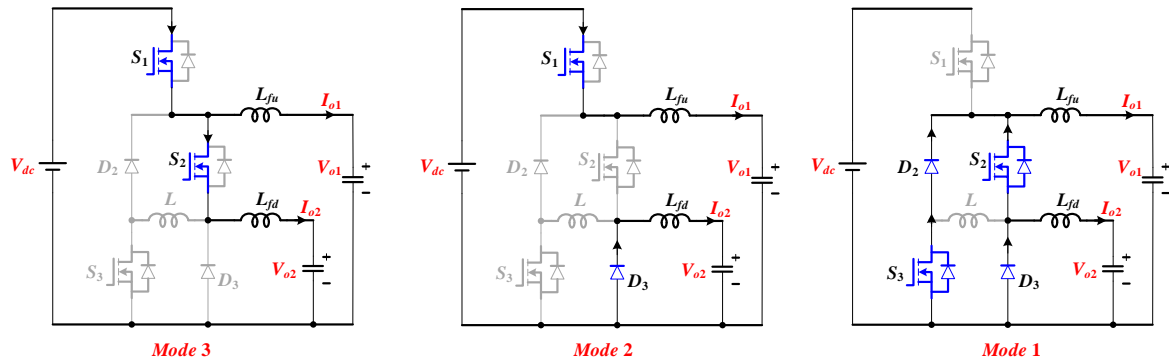 S1
Lfu
Io1
S2
Vdc
D2
Vo1
+
-
L
Lfd
Io2
S3
Vo2
+
-
D3
Mode 3
S1
Lfu
Io1
S2
Vdc
D2
Vo1
+
-
L
Lfd
Io2
S3
Vo2
+
-
D3
Mode 2
S1
Lfu
Io1
S2
Vdc
D2
Vo1
+
-
L
Lfd
Io2
S3
Vo2
+
-
D3
Mode 1